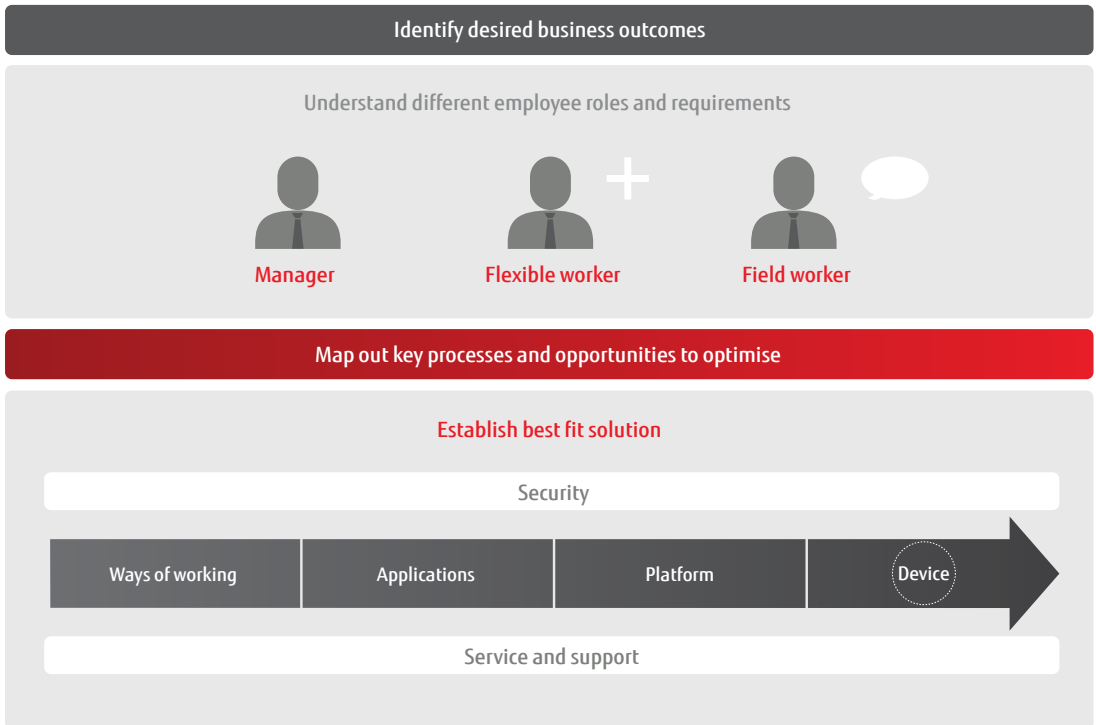 Identify desired business outcomes
Understand different employee roles and requirements
Manager
Flexible worker
Field worker
Map out key processes and opportunities to optimise
Establish best fit solution
Security
Ways of working
Applications
Platform
Device
Service and support